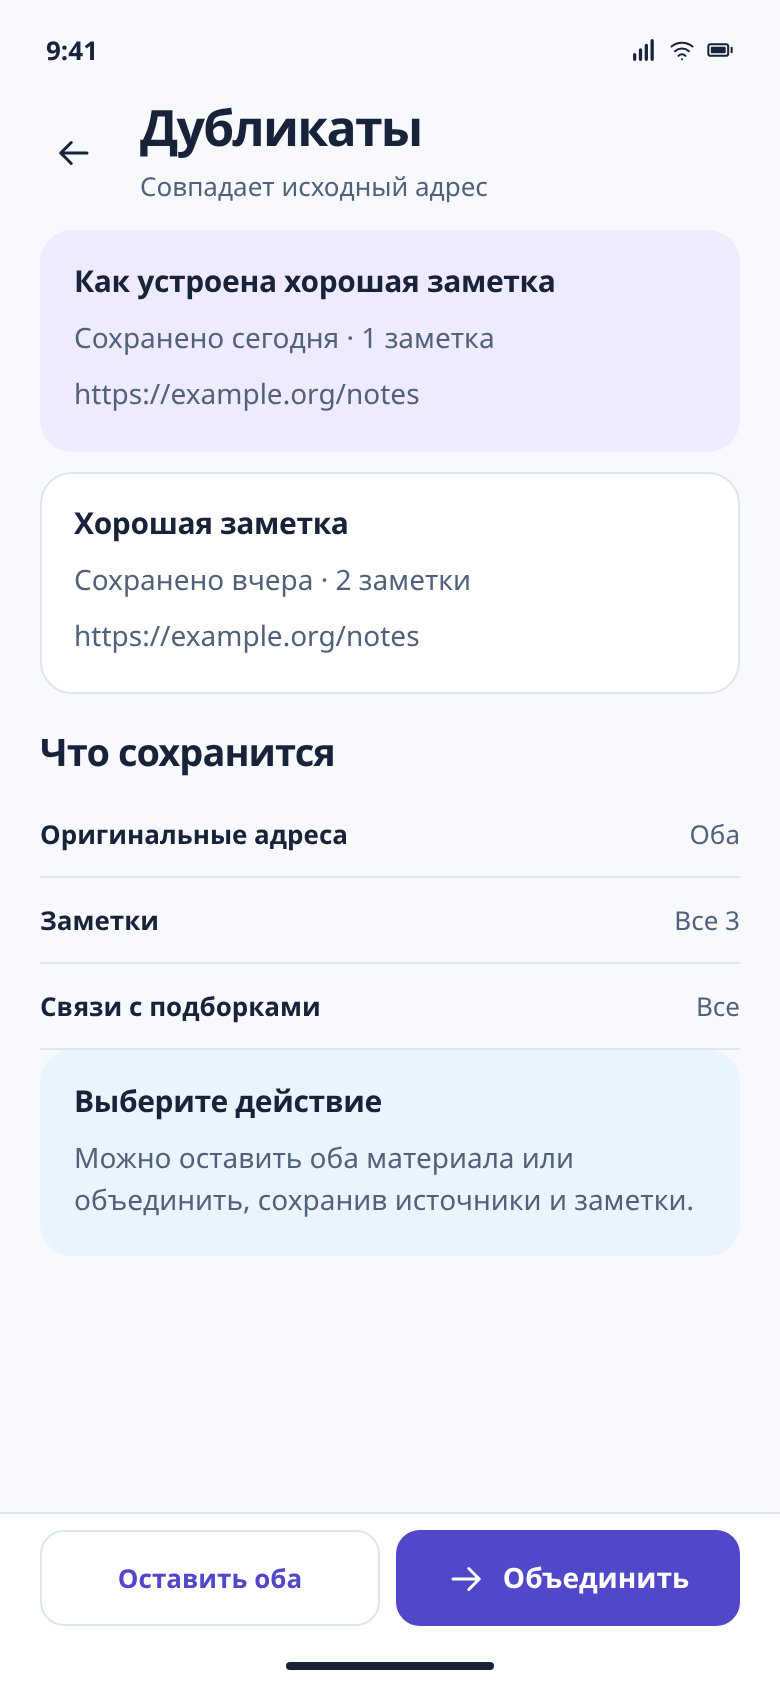 9:41
Дубликаты
Совпадает исходный адрес
Как устроена хорошая заметка
Сохранено сегодня · 1 заметка
https://example.org/notes
Хорошая заметка
Сохранено вчера · 2 заметки
https://example.org/notes
Что сохранится
Оригинальные адреса Оба
Заметки Все 3
Связи с подборками Все
Выберите действие
Можно оставить оба материала или
объединить, сохранив источники и заметки.
Оставить оба Объединить